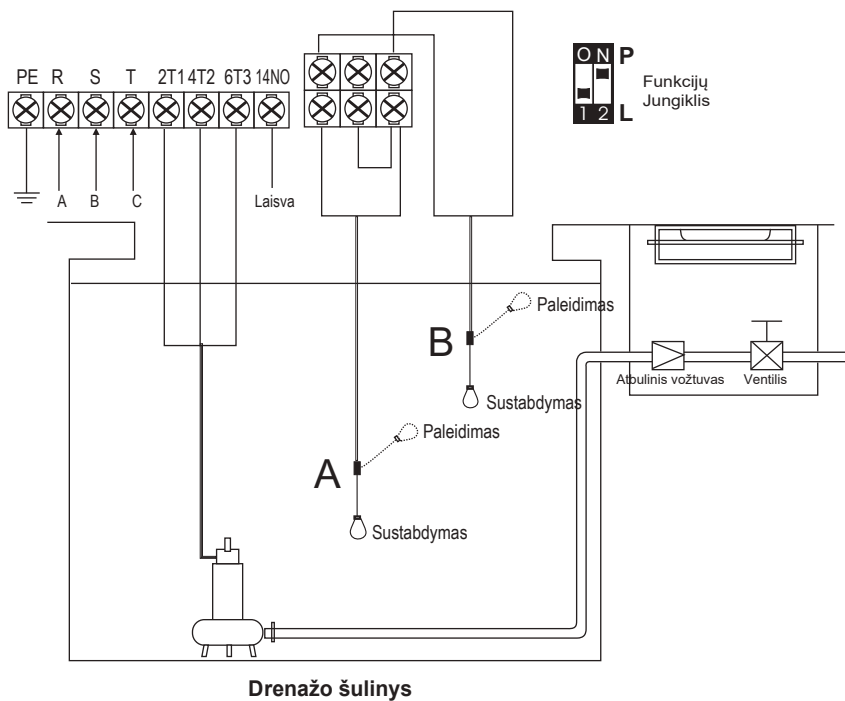 PE R S T 2T1 4T2 6T3 14NO
A B C Laisva
ON P
1 2 L
Funkcijų
Jungiklis
Paleidimas
B
Sustabdymas
Paleidimas
A
Sustabdymas
Atbulinis vožtuvas Ventilis
Drenažo šulinys